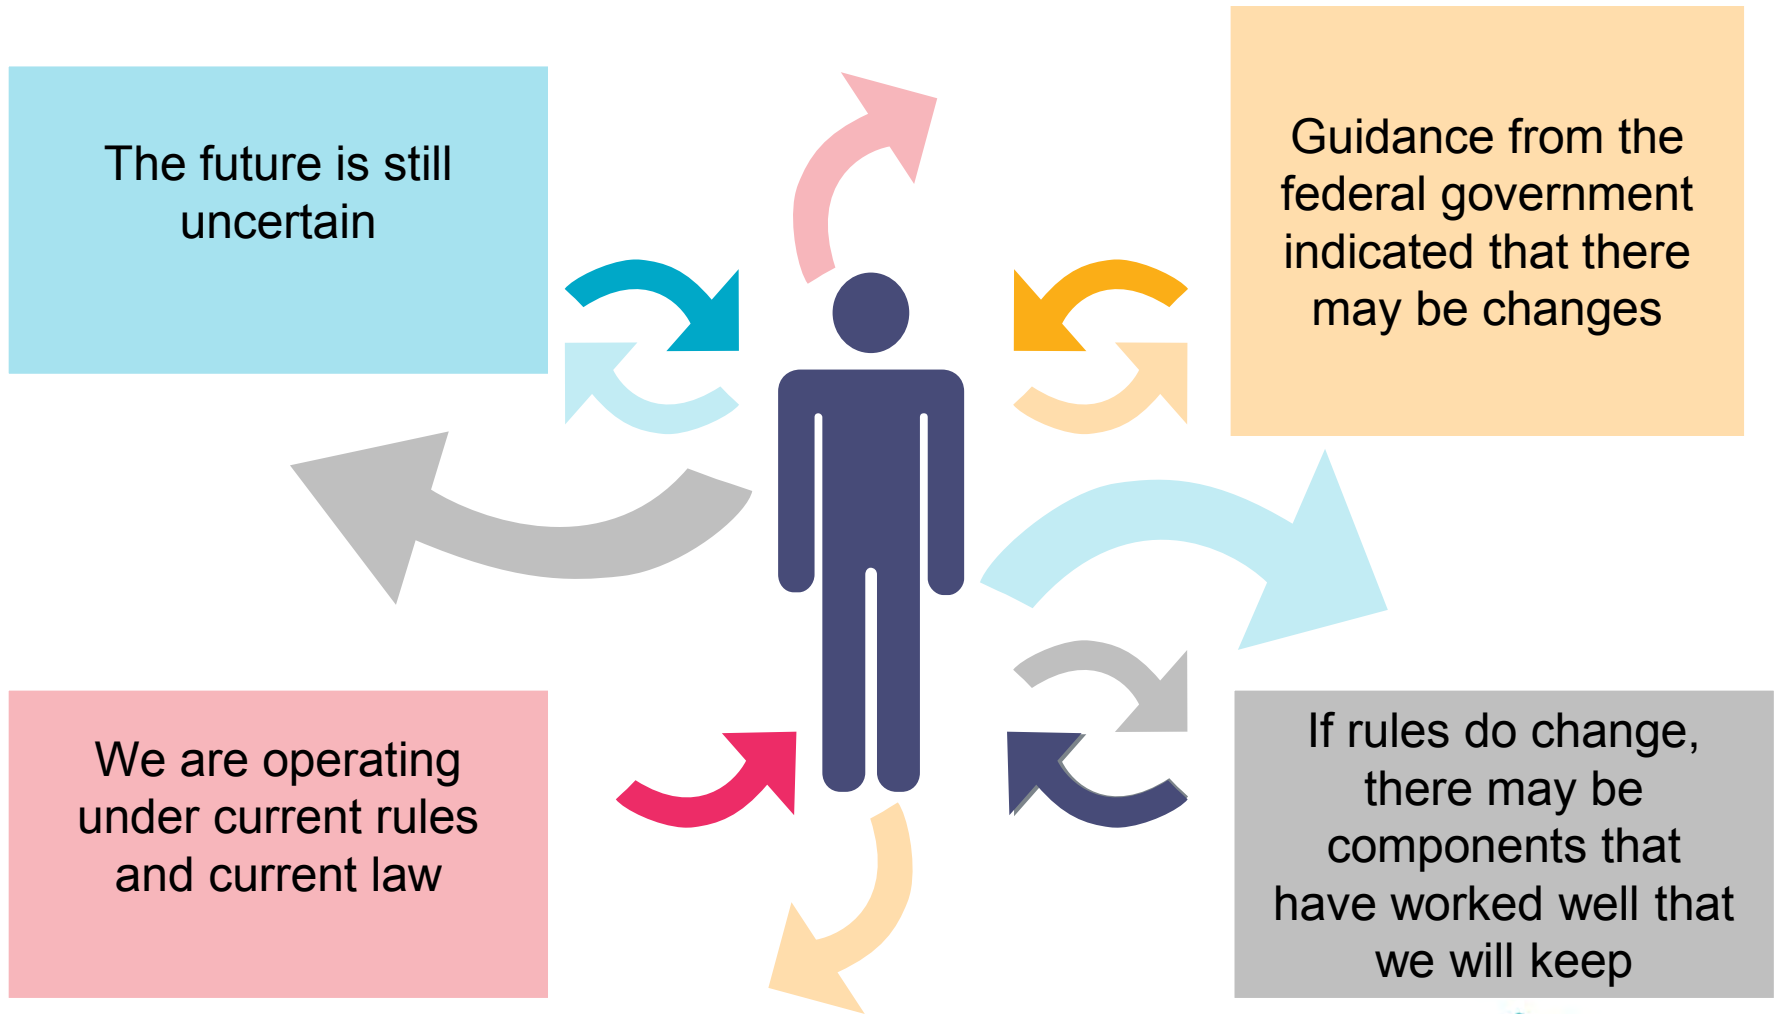 The future is still
uncertain
Guidance from the
federal government
indicated that there
may be changes
We are operating
under current rules
and current law
If rules do change,
there may be
components that
have worked well that
we will keep